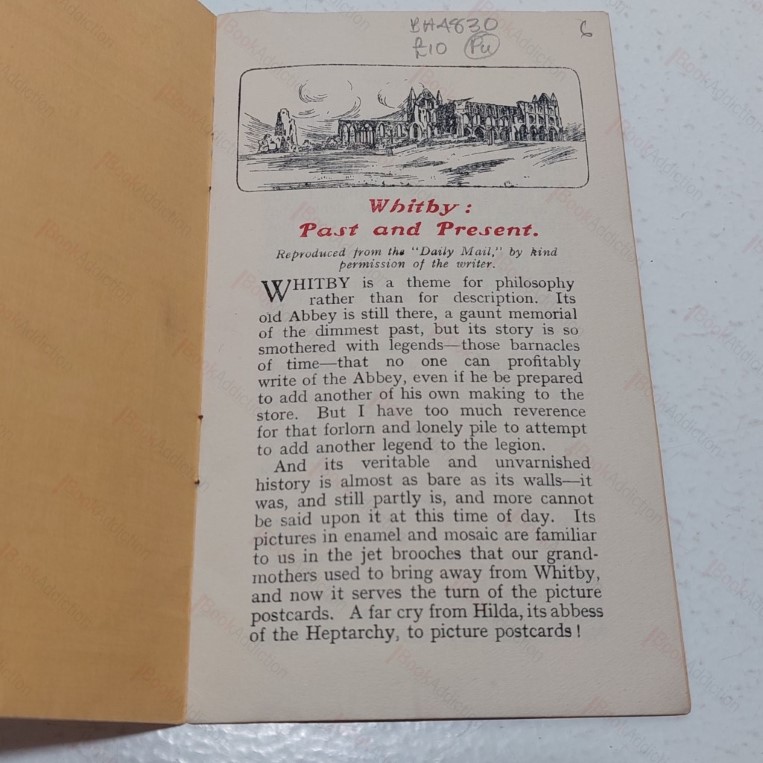 BH4830
£10 PU
6
Whitby:
Past and Present.
Reproduced from the "Daily Mail," by kind
permission of the writer.
WHITBY is a theme for philosophy
rather than for description. Its
old Abbey is still there, a gaunt memorial
of the dimmest past, but its story is so
smothered with legends—those barnacles
of time—that no one can profitably
write of the Abbey, even if he be prepared
to add another of his own making to the
store. But I have too much reverence
for that forlorn and lonely pile to attempt
to add another legend to the legion.
And its veritable and unvarnished
history is almost as bare as its walls—it
was, and still partly is, and more cannot
be said upon it at this time of day. Its
pictures in enamel and mosaic are familiar
to us in the jet brooches that our grand-
mothers used to bring away from Whitby,
and now it serves the turn of the picture
postcards. A far cry from Hilda, its abbess
of the Heptarchy, to picture postcards!
iBookAddiction